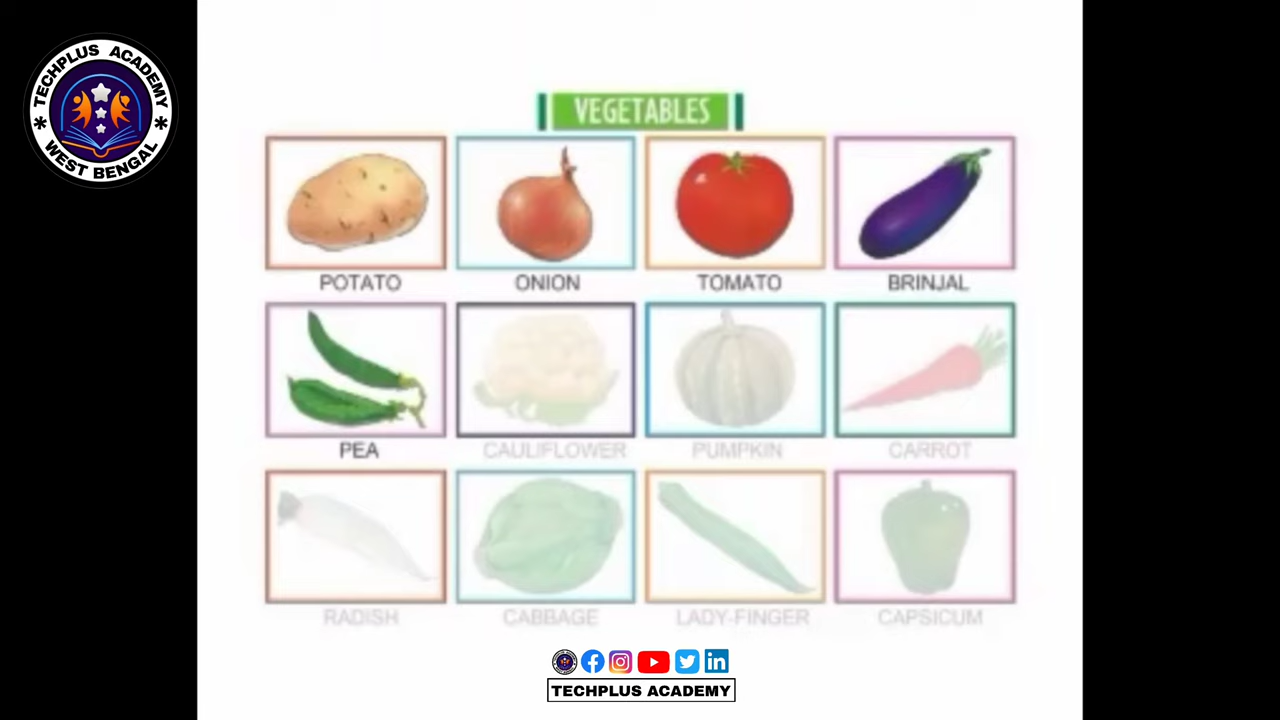 TECHPLUS ACADEMY
WEST BENGAL
VEGETABLES
POTATO ONION TOMATO BRINJAL
PEA CAULIFLOWER PUMPKIN CARROT
RADISH CABBAGE LADY-FINGER CAPSICUM
TECHPLUS ACADEMY